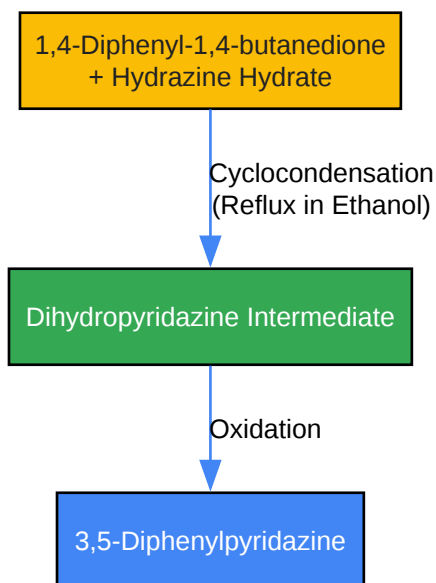 1,4-Diphenyl-1,4-butanedione
+ Hydrazine Hydrate
Cyclocondensation
(Reflux in Ethanol)
Dihydropyridazine Intermediate
Oxidation
3,5-Diphenylpyridazine